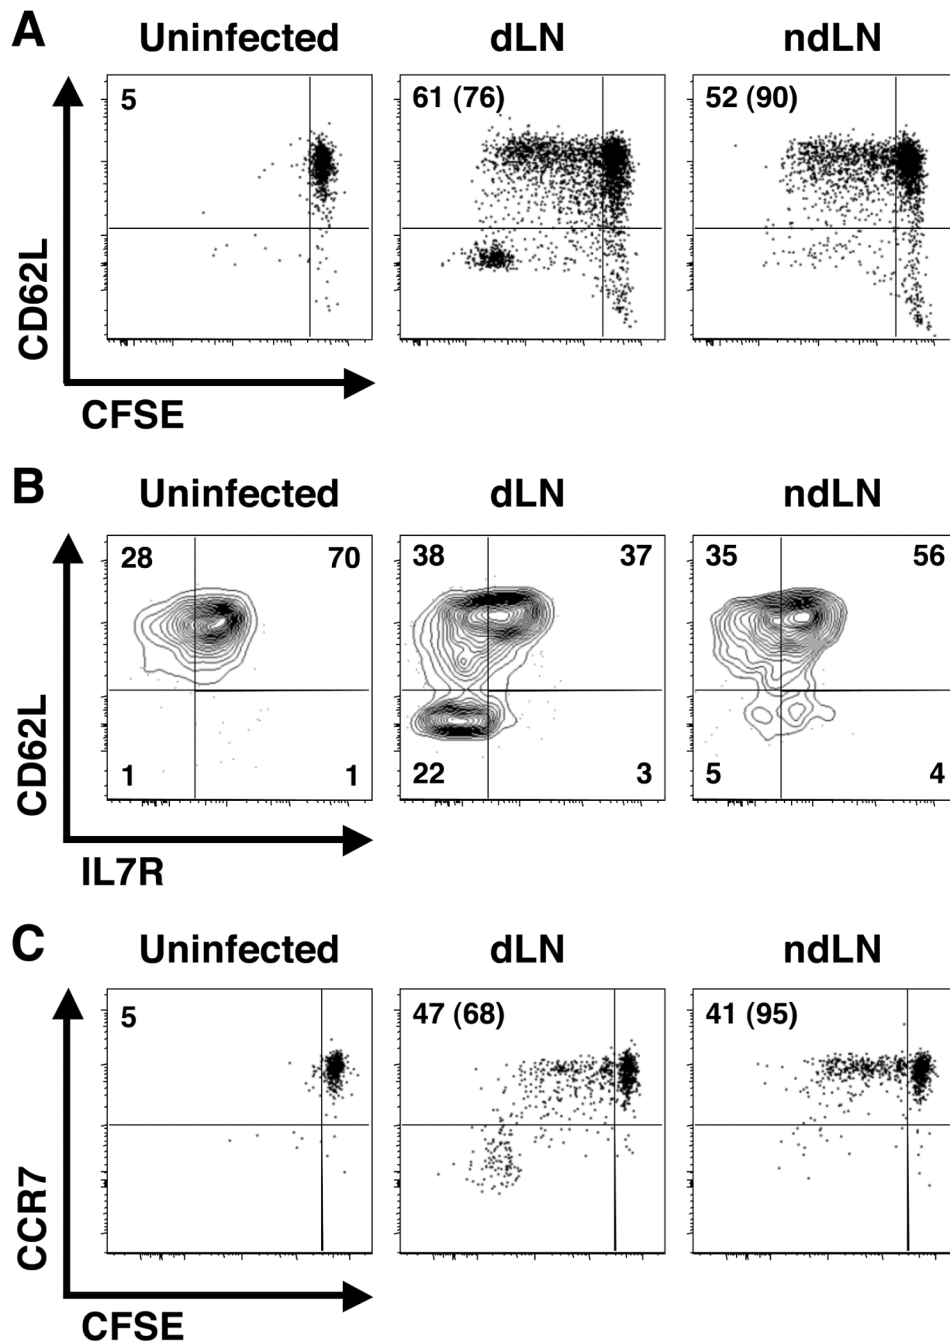 A
Uninfected dLN ndLN
5 61 (76) 52 (90)
CD62L
CFSE
B
Uninfected dLN ndLN
28 70 38 37 35 56
CD62L
1 1 22 3 5 4
IL7R
C
Uninfected dLN ndLN
5 47 (68) 41 (95)
CCR7
CFSE